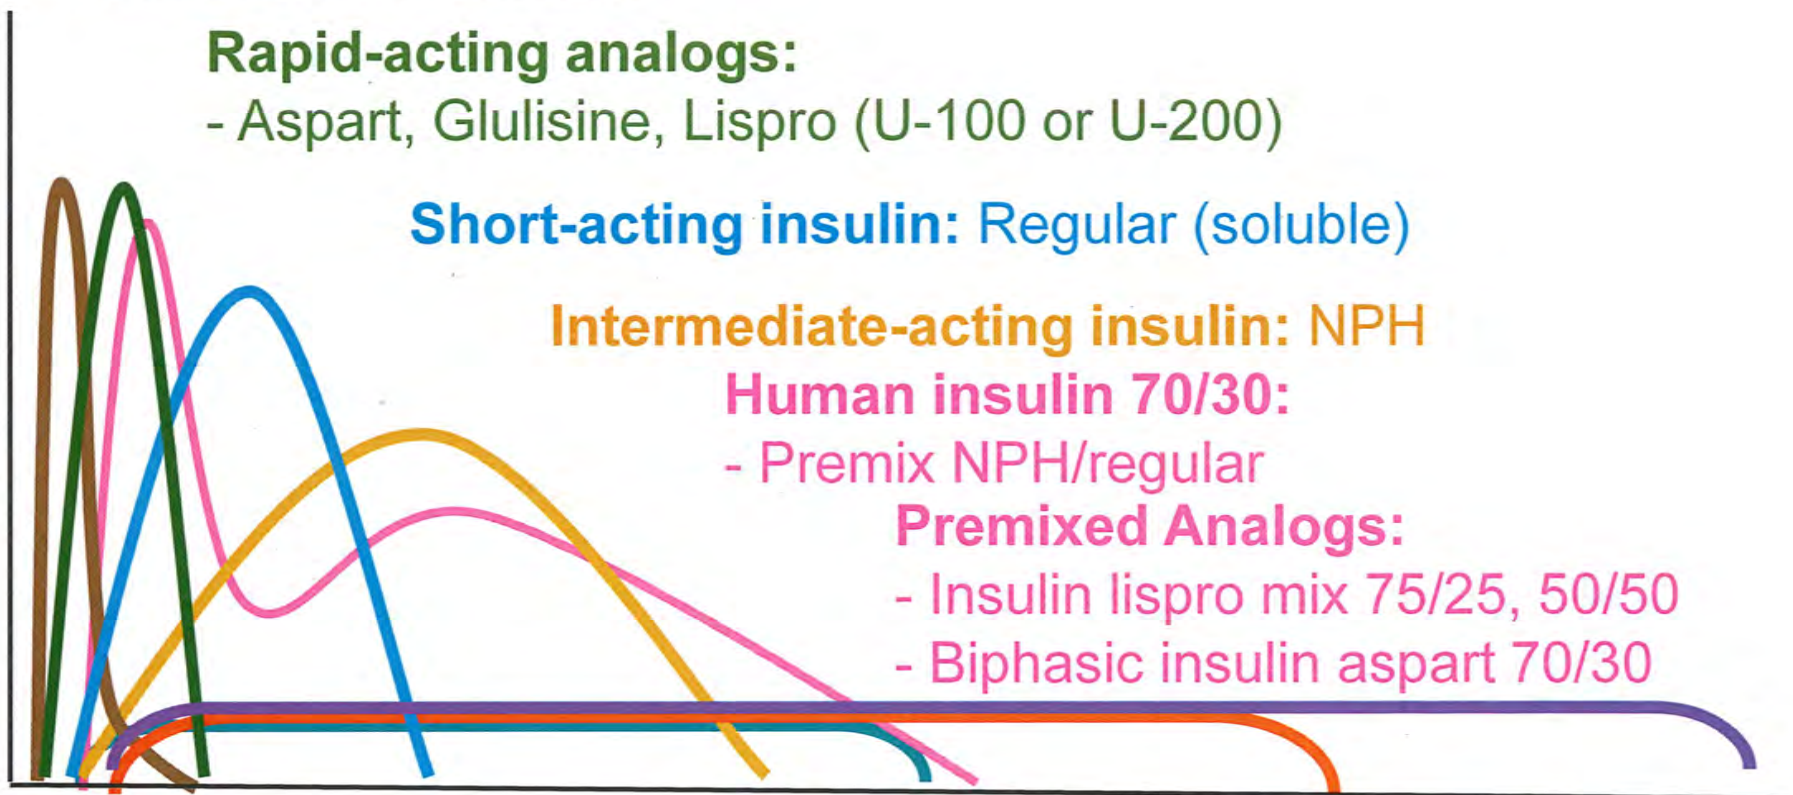 Rapid-acting analogs:
- Aspart, Glulisine, Lispro (U-100 or U-200)
Short-acting insulin: Regular (soluble)
Intermediate-acting insulin: NPH
Human insulin 70/30:
- Premix NPH/regular
Premixed Analogs:
- Insulin lispro mix 75/25, 50/50
- Biphasic insulin aspart 70/30